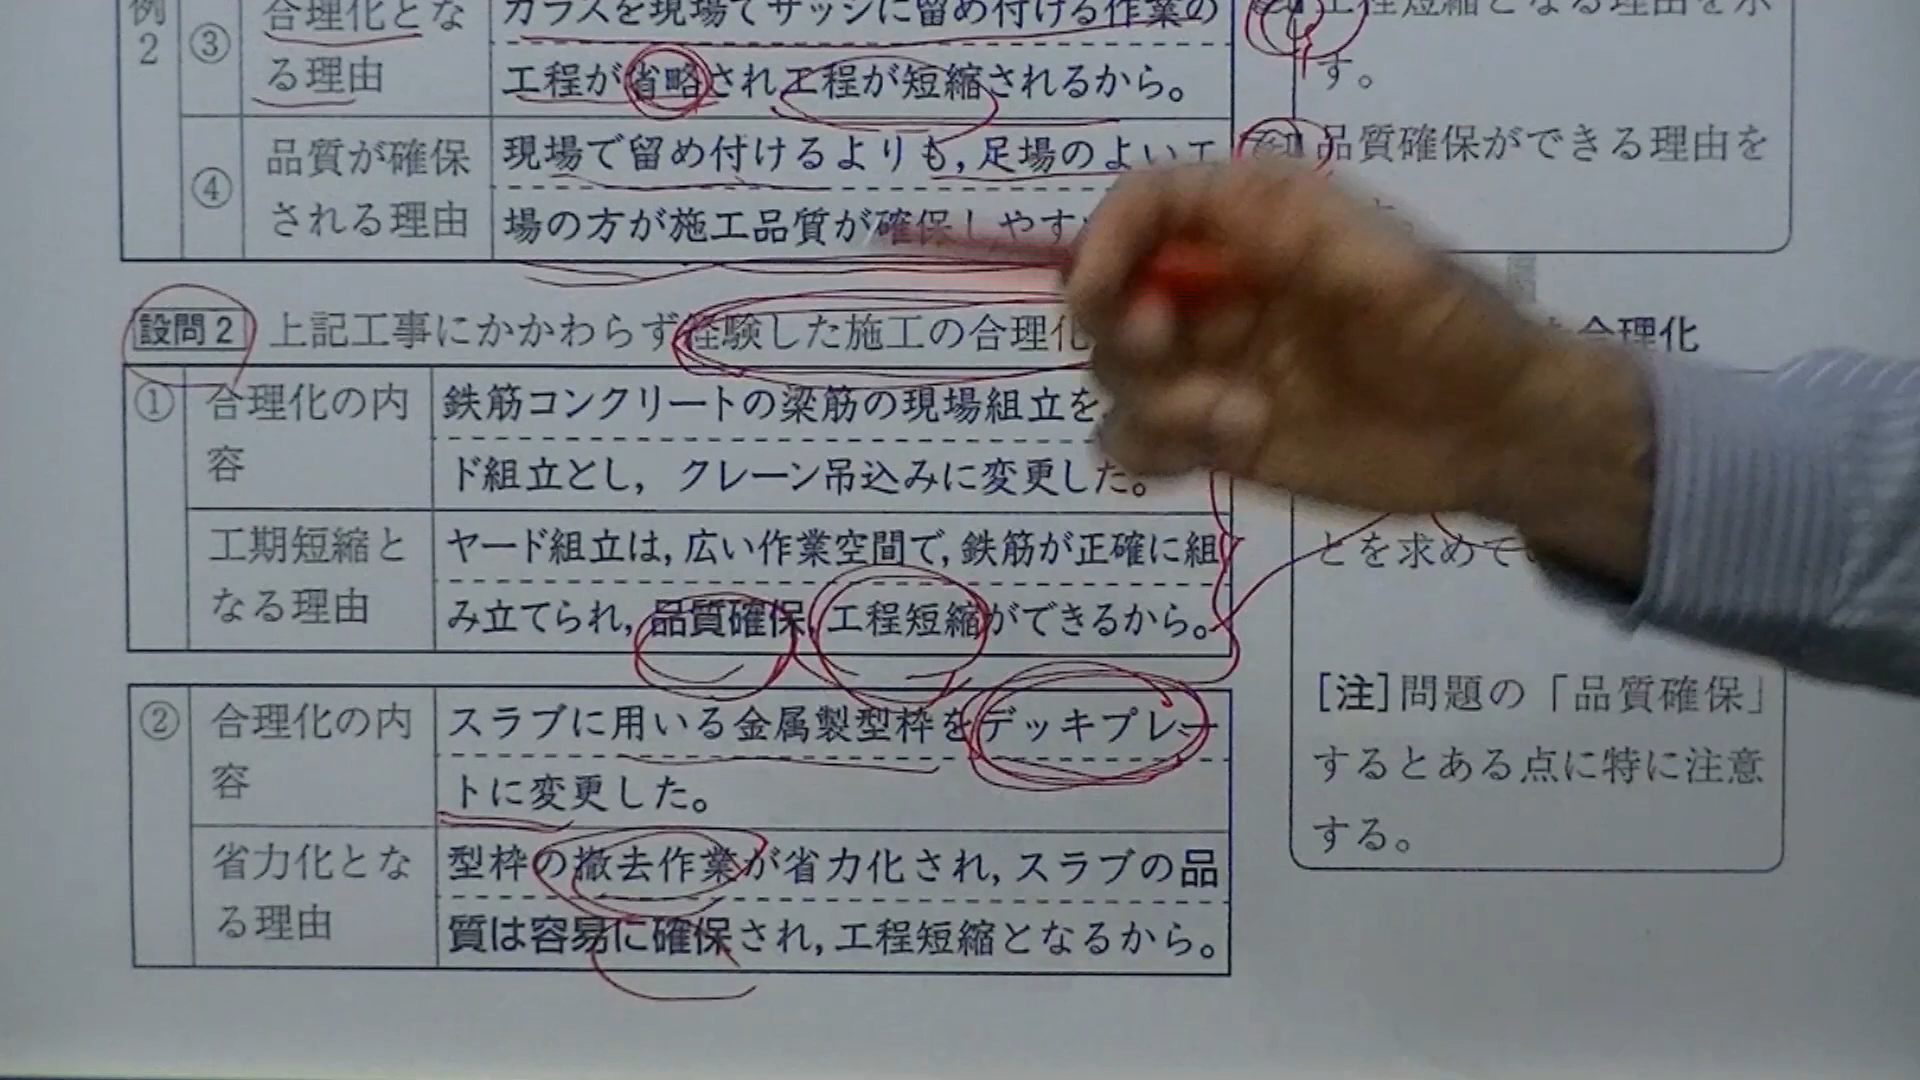 例
2
③
合理化とな
る理由
ガラスを現場でサッシに留め付ける作業の
工程が省略され工程が短縮されるから。
④
品質が確保
される理由
現場で留め付けるよりも,足場のよい工
場の方が施工品質が確保しやす
工程短縮となる理由を示
す。
品質確保ができる理由を
設問2 上記工事にかかわらず経験した施工の合理化
合理化
①
合理化の内
容
鉄筋コンクリートの梁筋の現場組立を
ド組立とし, クレーン吊込みに変更した。
工期短縮と
なる理由
ヤード組立は,広い作業空間で,鉄筋が正確に組
み立てられ,品質確保,工程短縮ができるから。
とを求めて
②
合理化の内
容
スラブに用いる金属製型枠をデッキプレー
トに変更した。
省力化とな
る理由
型枠の撤去作業が省力化され,スラブの品
質は容易に確保され,工程短縮となるから。
[注]問題の「品質確保」
するとある点に特に注意
する。